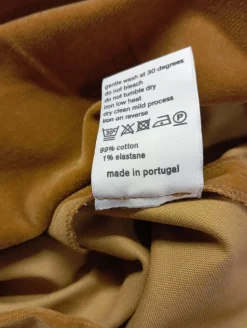 gentle wash at 30 degrees
do not bleach
do not tumble dry
iron low heat
dry clean mild process
iron on reverse
99% cotton
1% elastane
made in portugal